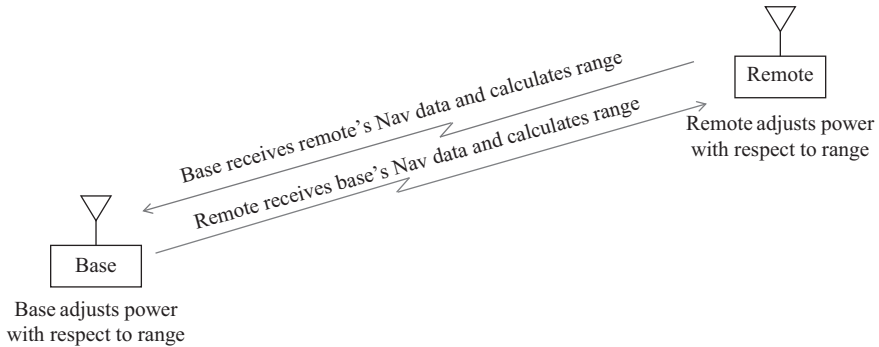 Remote
Remote adjusts power
with respect to range
Base receives remote's Nav data and calculates range
Remote receives base's Nav data and calculates range
Base
Base adjusts power
with respect to range